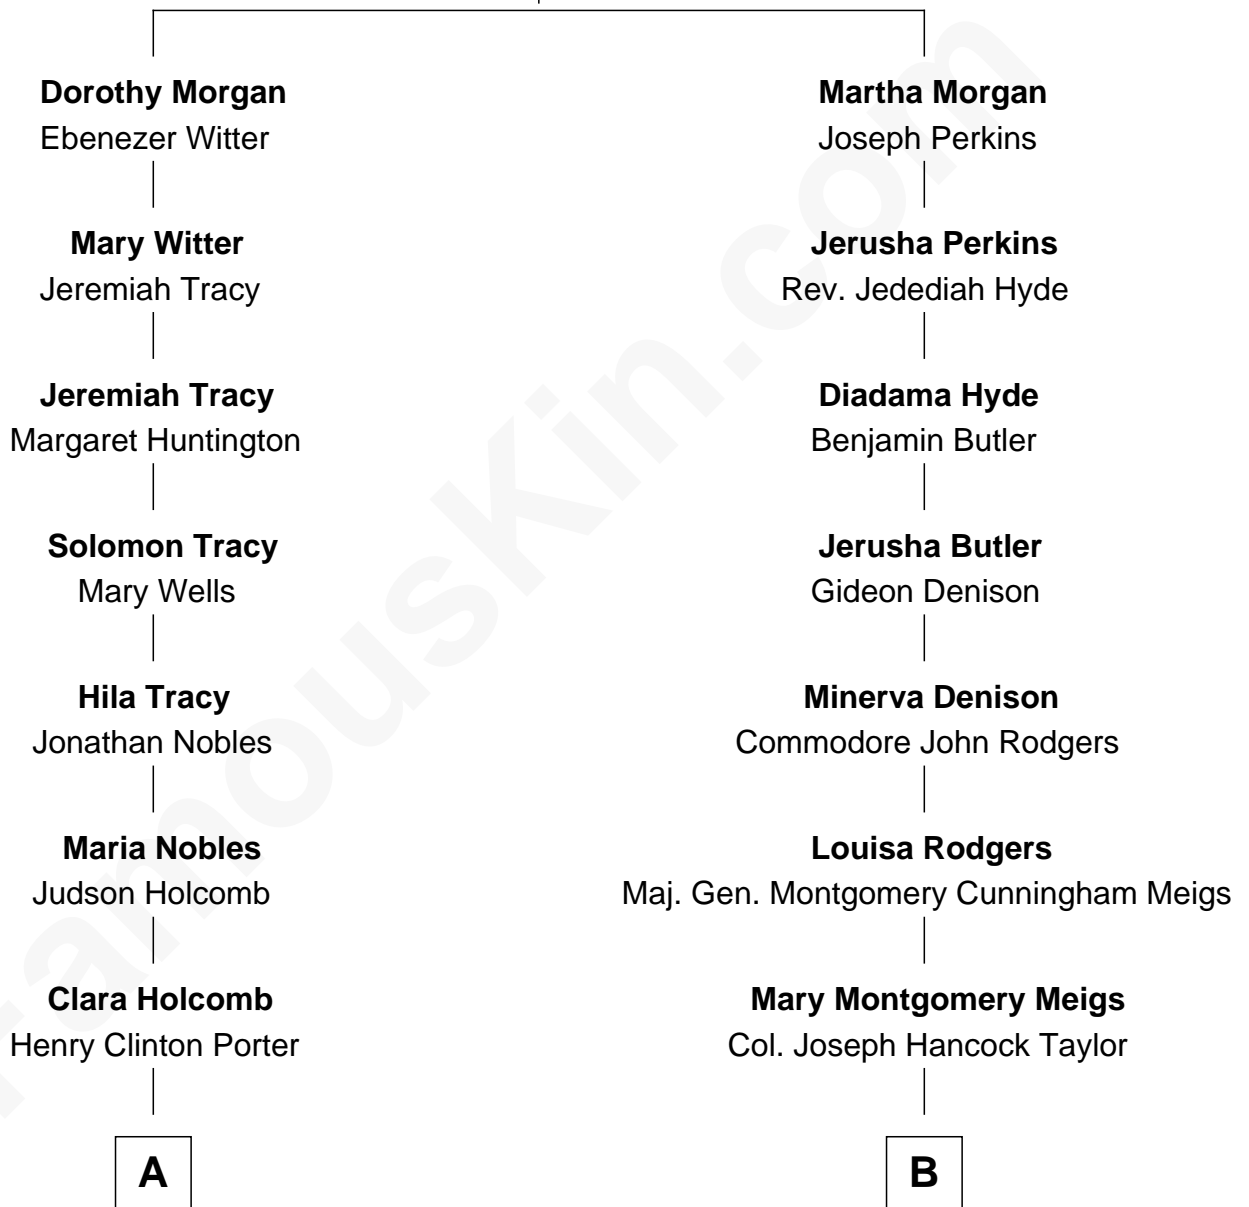 Dorothy Morgan
Ebenezer Witter
Martha Morgan
Joseph Perkins
Mary Witter
Jeremiah Tracy
Jerusha Perkins
Rev. Jedediah Hyde
Jeremiah Tracy
Margaret Huntington
Diadama Hyde
Benjamin Butler
Solomon Tracy
Mary Wells
Jerusha Butler
Gideon Denison
Hila Tracy
Jonathan Nobles
Minerva Denison
Commodore John Rodgers
Maria Nobles
Judson Holcomb
Louisa Rodgers
Maj. Gen. Montgomery Cunningham Meigs
Clara Holcomb
Henry Clinton Porter
Mary Montgomery Meigs
Col. Joseph Hancock Taylor
A
B
FamousKin.com